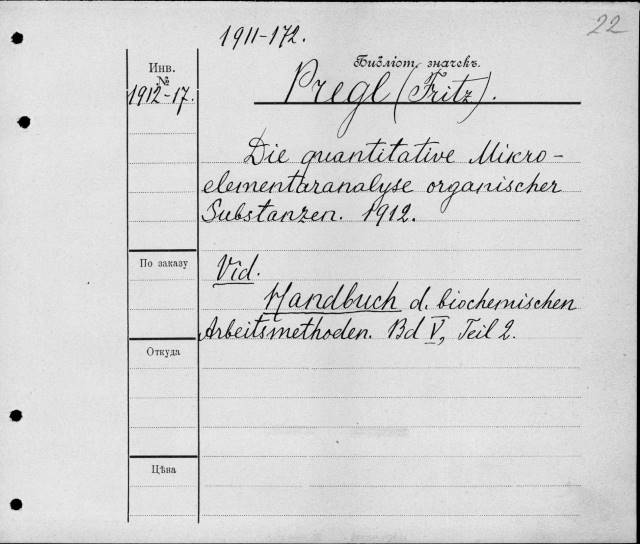 22
1911-172.
Библіот. значекъ.
Инв.
№
1912-17.
Pregl (Fritz).
Die quantitative Mikro-
elementaranalyse organischer
Substanzen. 1912.
По заказу
Vid.
Handbuch d. biochemischen
Arbeitsmethoden. Bd V, Teil 2.
Откуда
Цѣна